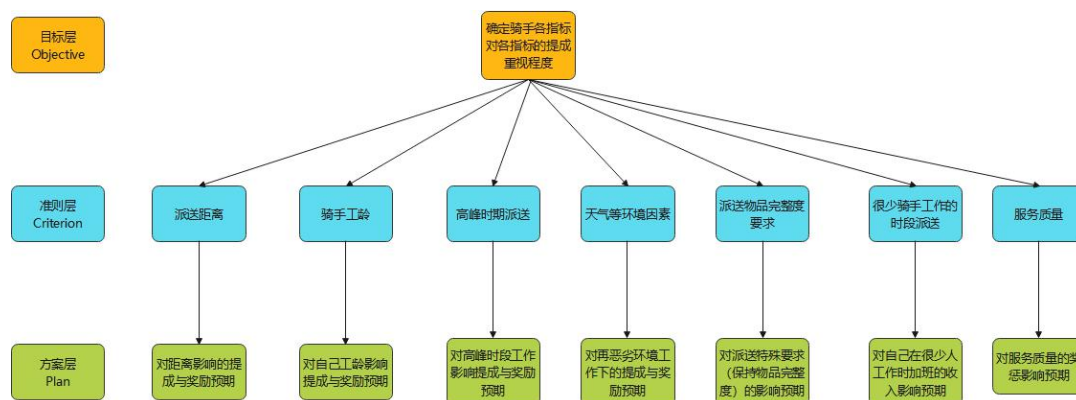 目标层
Objective
确定骑手各指标
对各指标的提成
重视程度
准则层
Criterion
派送距离
骑手工龄
高峰时期派送
天气等环境因素
派送物品完整度
要求
很少骑手工作的
时段派送
服务质量
方案层
Plan
对距离影响的提
成与奖励预期
对自己工龄影响
提成与奖励预期
对高峰时段工作
影响提成与奖励
预期
对再恶劣环境工
作下的提成与奖
励预期
对派送特殊要求
（保持物品完整
度）的影响预期
对自己在很少人
工作时加班的收
入影响预期
对服务质量的奖
惩影响预期